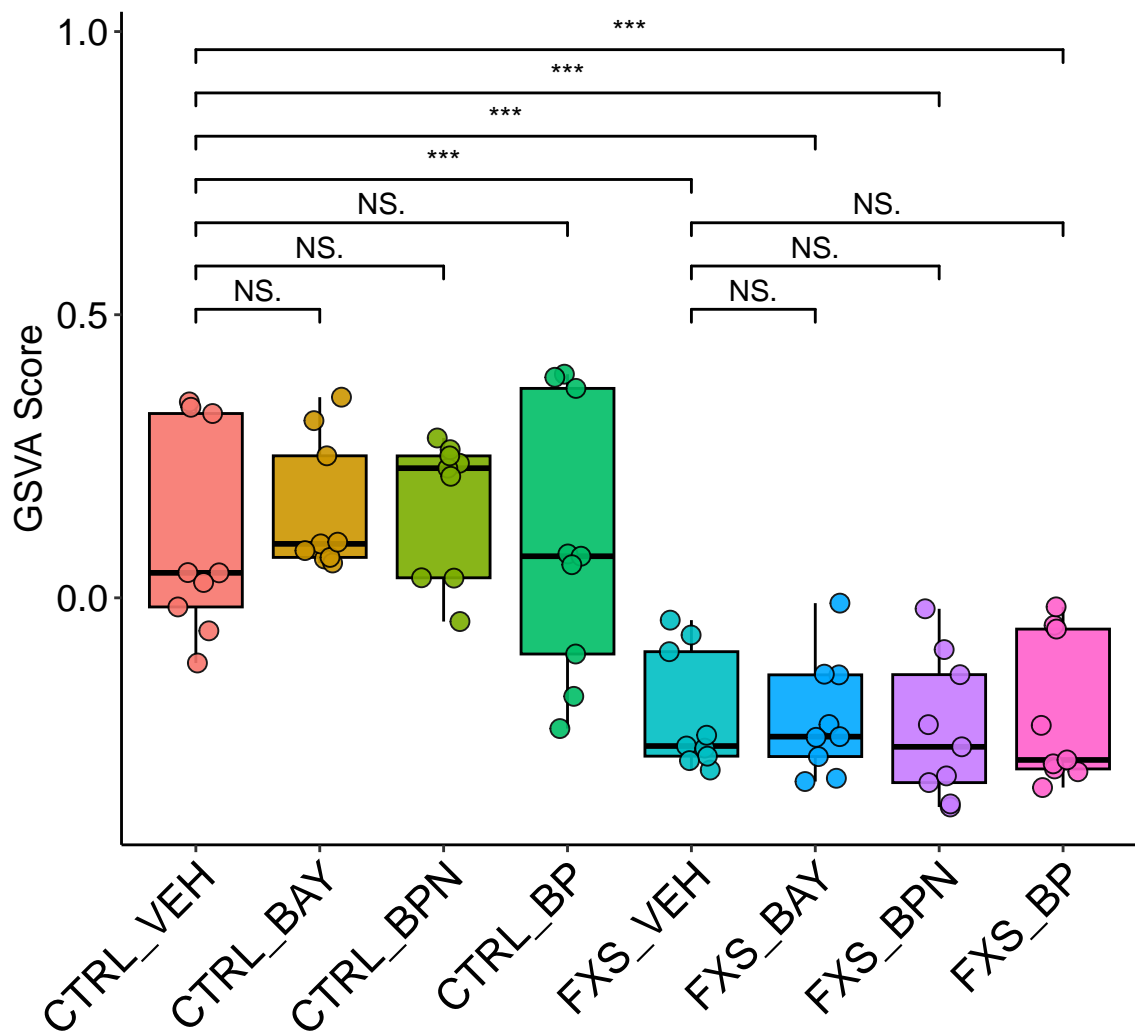 1.0
***
***
***
***
NS.
NS.
NS.
NS.
NS.
NS.
0.5
0.0
GSVA Score
CTRL_VEH
CTRL_BAY
CTRL_BPN
CTRL_BP
FXS_VEH
FXS_BAY
FXS_BPN
FXS_BP